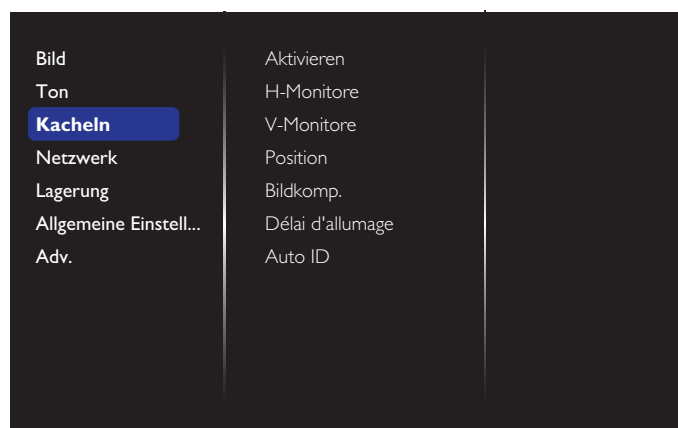 Bild
Ton
Kacheln
Netzwerk
Lagerung
Allgemeine Einstell...
Adv.
Aktivieren
H-Monitore
V-Monitore
Position
Bildkomp.
Délai d'allumage
Auto ID